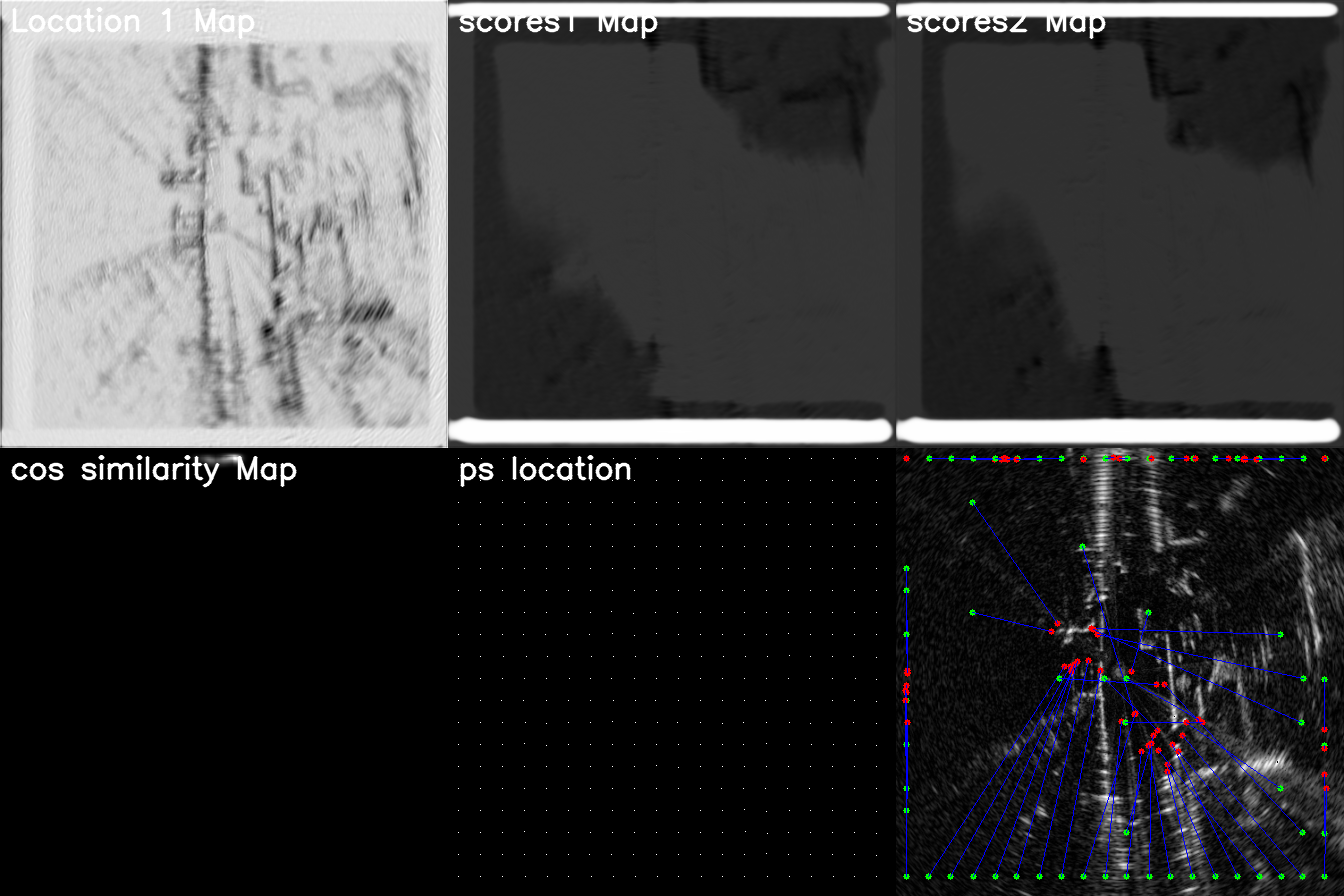 Location 1 Map
scores1 Map
scores2 Map
cos similarity Map
ps location